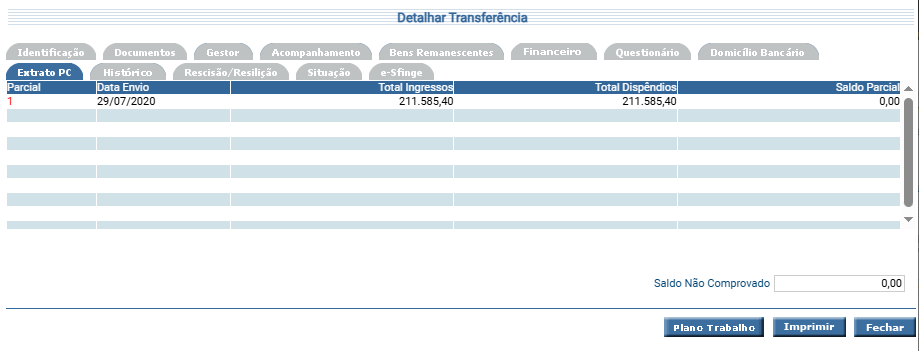 Detalhar Transferência
Identificação Documentos Gestor Acompanhamento Bens Remanescentes Financeiro Questionário Domicílio Bancário
Extrato PC Histórico Rescisão/Resilição Situação e-Sfinge
Parcial Data Envio Total Ingressos Total Dispêndios Saldo Parcial
1 29/07/2020 211.585,40 211.585,40 0,00
Saldo Não Comprovado 0,00
Plano Trabalho Imprimir Fechar